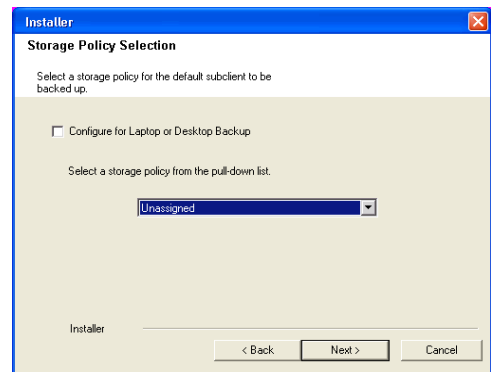 Installer
Storage Policy Selection
Select a storage policy for the default subclient to be
backed up.
Configure for Laptop or Desktop Backup
Select a storage policy from the pull-down list.
Unassigned
Installer
< Back Next > Cancel